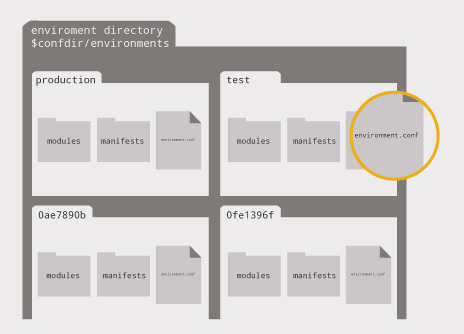 enviroment directory
$confdir/environments
production
test
modules
manifests
environment.conf
modules
manifests
environment.conf
0ae7890b
0fe1396f
modules
manifests
environment.conf
modules
manifests
environment.conf